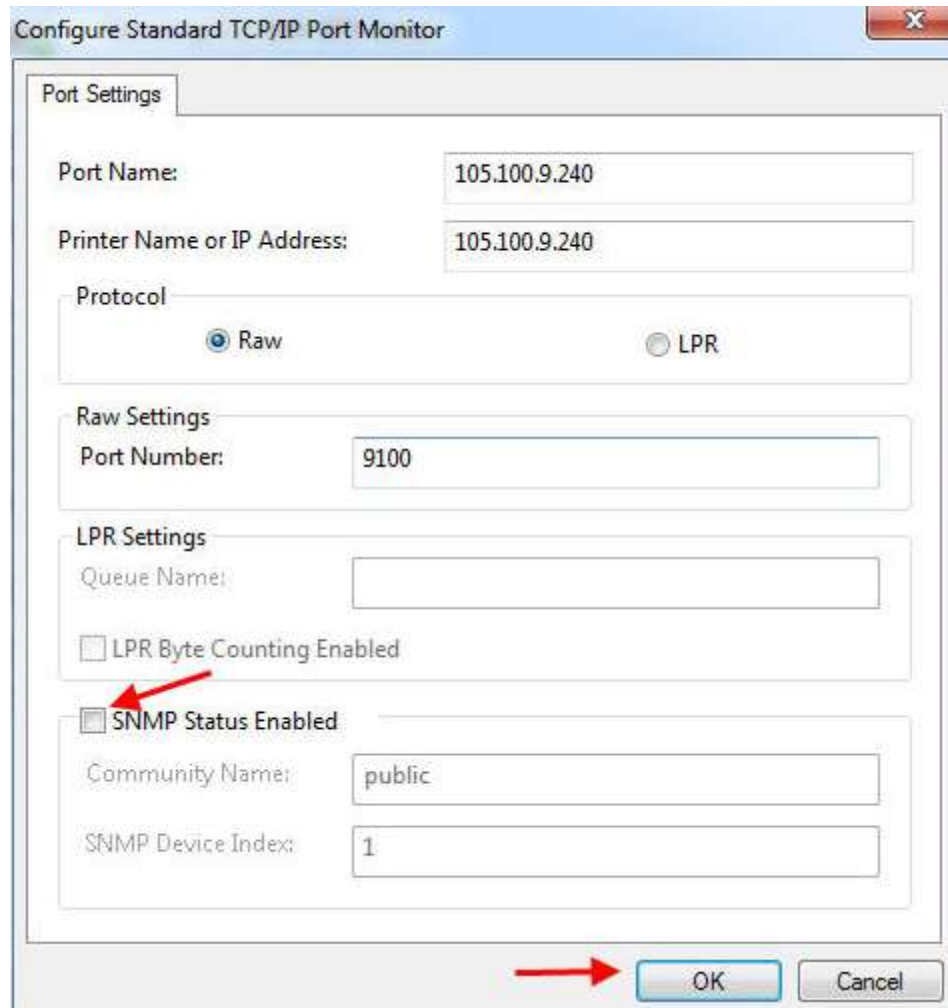 Configure Standard TCP/IP Port Monitor
Port Settings
Port Name: 105.100.9.240
Printer Name or IP Address: 105.100.9.240
Protocol
Raw LPR
Raw Settings
Port Number: 9100
LPR Settings
Queue Name:
LPR Byte Counting Enabled
SNMP Status Enabled
Community Name: public
SNMP Device Index: 1
OK Cancel